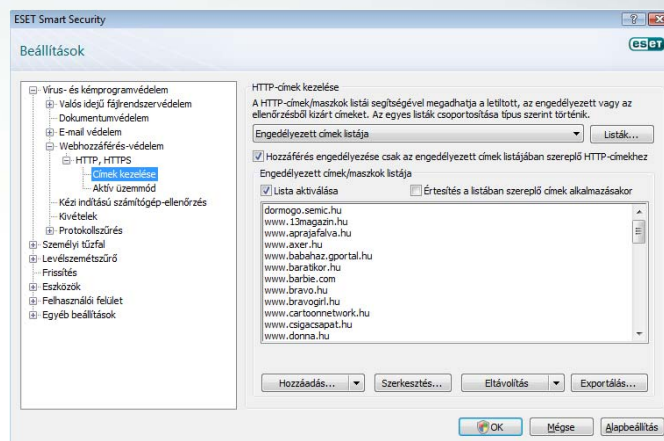 ESET Smart Security
Beállítások
eset
Vírus- és kémprogramvédelem
Valós idejű fájlrendszervédelem
Dokumentumvédelem
E-mail védelem
Webhozzáférés-védelem
HTTP, HTTPS
Címek kezelése
Aktív üzemmód
Kézi indítású számítógép-ellenőrzés
Kivételek
Protokollszűrés
Személyi tűzfal
Levélszemétszűrő
Frissítés
Eszközök
Felhasználói felület
Egyéb beállítások
HTTP-címek kezelése
A HTTP-címek/maszkok listái segítségével megadhatja a letiltott, az engedélyezett vagy az
ellenőrzésből kizárt címeket. Az egyes listák csoportosítása típus szerint történik.
Engedélyezett címek listája
Listák...
Hozzáférés engedélyezése csak az engedélyezett címek listájában szereplő HTTP-címekhez
Engedélyezett címek/maszkok listája
Lista aktiválása
Értesítés a listában szereplő címek alkalmazásakor
dormogo.semic.hu
www.13magazin.hu
www.aprajafalva.hu
www.axer.hu
www.babahaz.gportal.hu
www.baratikor.hu
www.barbie.com
www.bravo.hu
www.bravogirl.hu
www.cartoonnetwork.hu
www.csigacsapat.hu
www.donna.hu
Hozzáadás...
Szerkesztés...
Eltávolítás
Exportálás...
OK
Mégse
Alapbeállítás